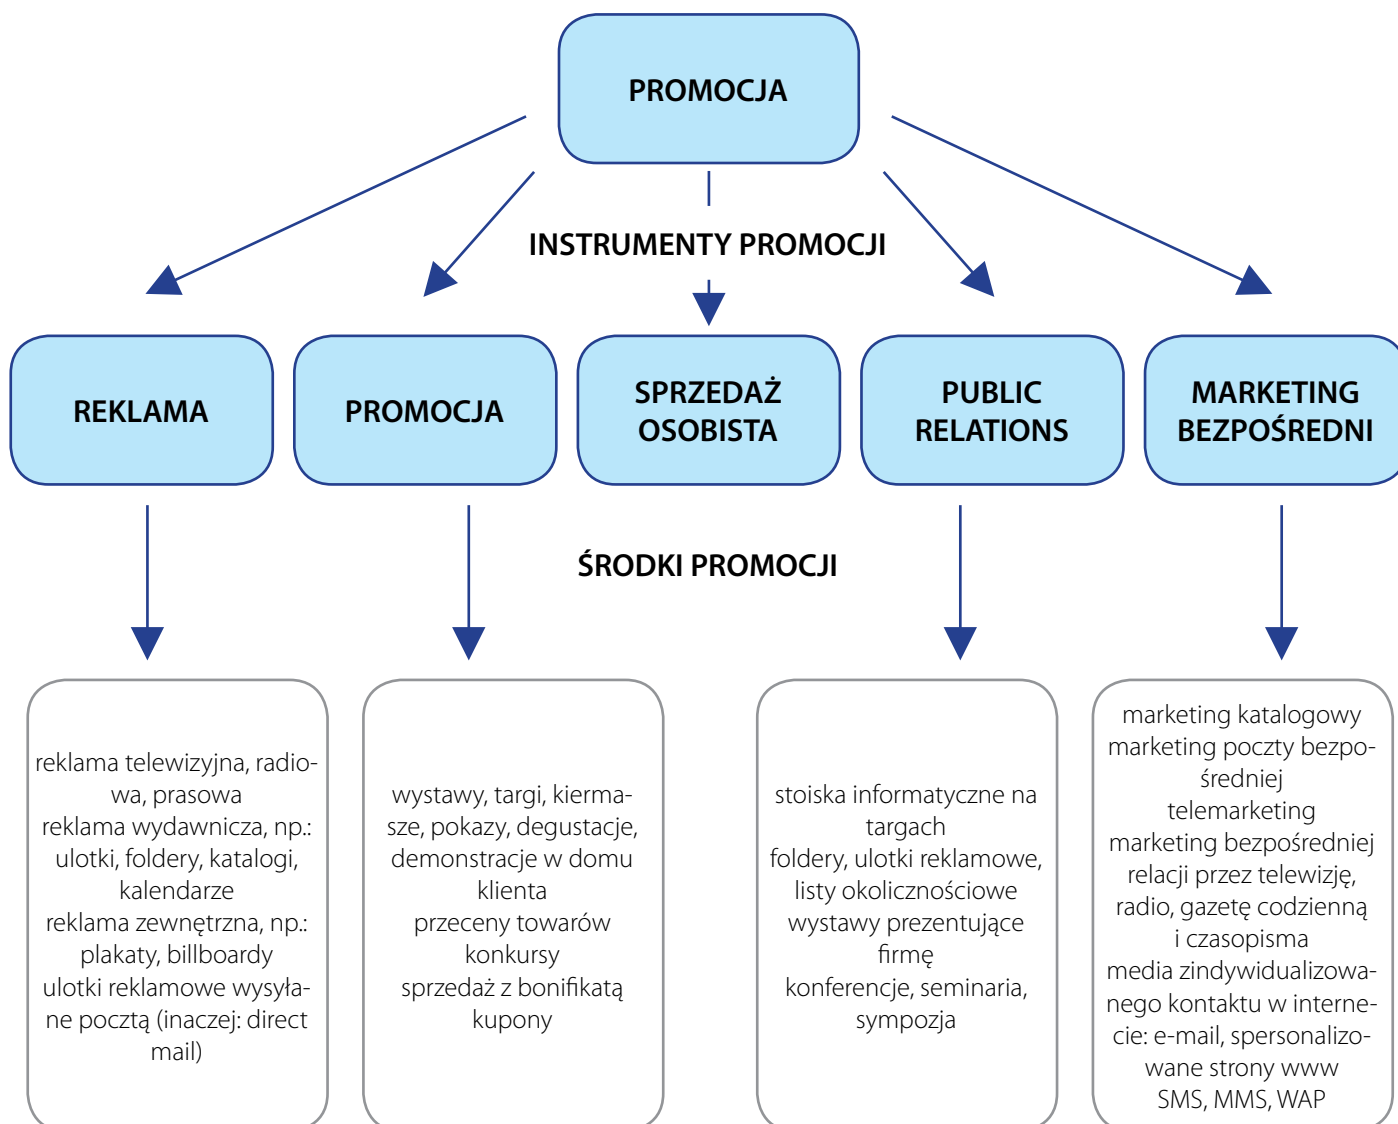 PROMOCJA
INSTRUMENTY PROMOCJI
REKLAMA
PROMOCJA
SPRZEDAŻ
OSOBISTA
PUBLIC
RELATIONS
MARKETING
BEZPOŚREDNI
ŚRODKI PROMOCJI
reklama telewizyjna, radio-
wa, prasowa
reklama wydawnicza, np.:
ulotki, foldery, katalogi,
kalendarze
reklama zewnętrzna, np.:
plakaty, billboardy
ulotki reklamowe wysyła-
ne pocztą (inaczej: direct
mail)
wystawy, targi, kierma-
sze, pokazy, degustacje,
demonstracje w domu
klienta
przeceny towarów
konkursy
sprzedaż z bonifikatą
kupony
stoiska informatyczne na
targach
foldery, ulotki reklamowe,
listy okolicznościowe
wystawy prezentujące
firmę
konferencje, seminaria,
sympozja
marketing katalogowy
marketing poczty bezpo-
średniej
telemarketing
marketing bezpośredniej
relacji przez telewizję,
radio, gazetę codzienną
i czasopisma
media zindywidualizowa-
nego kontaktu w interne-
cie: e-mail, spersonalizo-
wane strony www
SMS, MMS, WAP